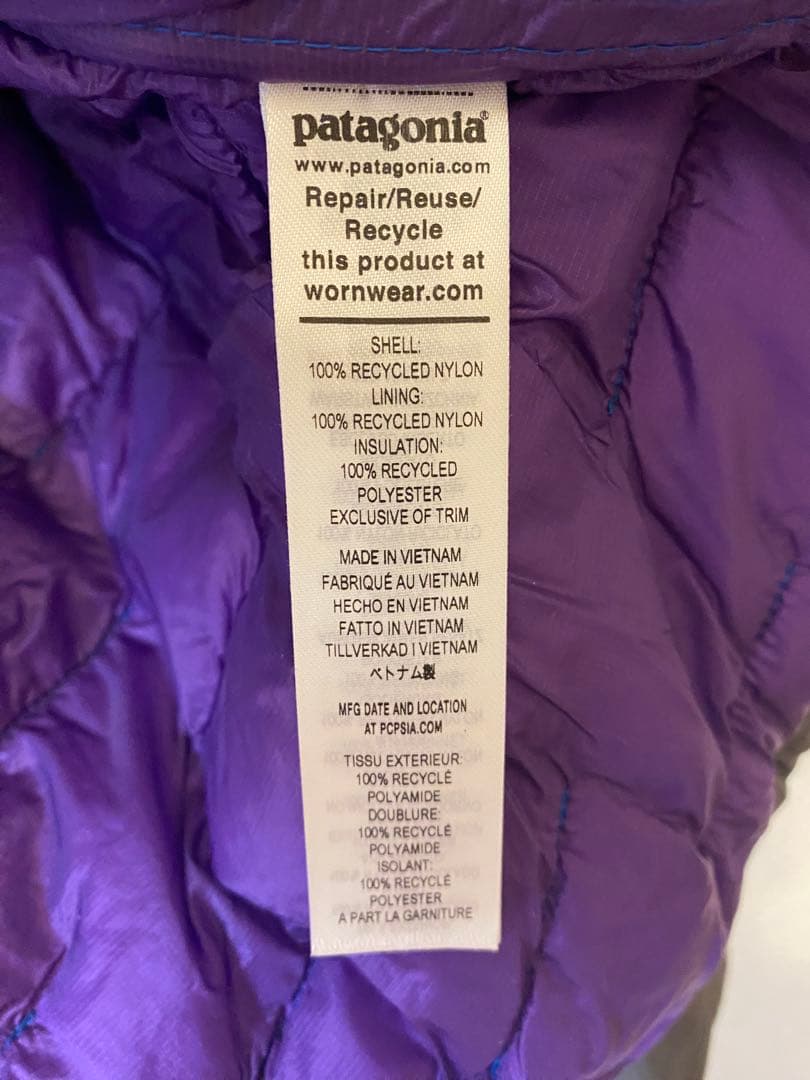 patagonia®
www.patagonia.com
Repair/Reuse/
Recycle
this product at
wornwear.com
SHELL:
100% RECYCLED NYLON
LINING:
100% RECYCLED NYLON
INSULATION:
100% RECYCLED
POLYESTER
EXCLUSIVE OF TRIM
MADE IN VIETNAM
FABRIQUÉ AU VIETNAM
HECHO EN VIETNAM
FATTO IN VIETNAM
TILLVERKAD I VIETNAM
ベトナム製
MFG DATE AND LOCATION
AT PCPSIA.COM
TISSU EXTERIEUR:
100% RECYCLÉ
POLYAMIDE
DOUBLURE:
100% RECYCLÉ
POLYAMIDE
ISOLANT:
100% RECYCLÉ
POLYESTER
A PART LA GARNITURE